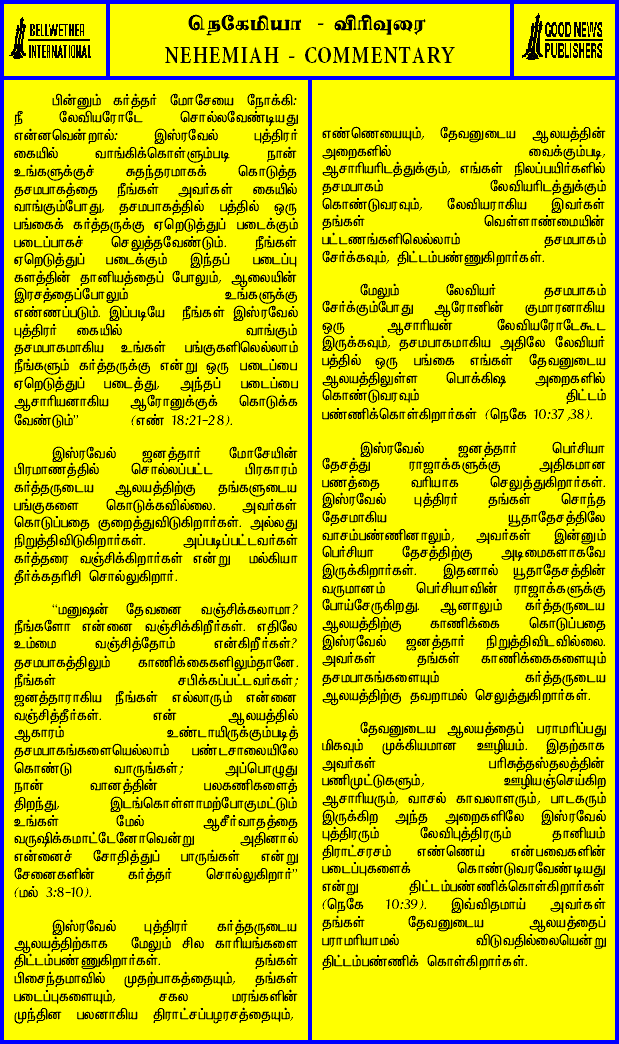 BELLWETHER
INTERNATIONAL
நெகேமியா - விரிவுரை
NEHEMIAH - COMMENTARY
GOOD NEWS
PUBLISHERS
பின்னும் கர்த்தர் மோசேயை நோக்கி:
நீ லேவியரோடே சொல்லவேண்டியது
என்னவென்றால்: இஸ்ரவேல் புத்திரர்
கையில் வாங்கிக்கொள்ளும்படி நான்
உங்களுக்குச் சுதந்தரமாகக் கொடுத்த
தசமபாகத்தை நீங்கள் அவர்கள் கையில்
வாங்கும்போது, தசமபாகத்தில் பத்தில் ஒரு
பங்கைக் கர்த்தருக்கு ஏறெடுத்துப் படைக்கும்
படைப்பாகச் செலுத்தவேண்டும். நீங்கள்
ஏறெடுத்துப் படைக்கும் இந்தப் படைப்பு
களத்தின் தானியத்தைப் போலும், ஆலையின்
இரசத்தைப்போலும் உங்களுக்கு
எண்ணப்படும். இப்படியே நீங்கள் இஸ்ரவேல்
புத்திரர் கையில் வாங்கும்
தசமபாகமாகிய உங்கள் பங்குகளிலெல்லாம்
நீங்களும் கர்த்தருக்கு என்று ஒரு படைப்பை
ஏறெடுத்துப் படைத்து, அந்தப் படைப்பை
ஆசாரியனாகிய ஆரோனுக்குக் கொடுக்க
வேண்டும்" (எண் 18:21-28).
இஸ்ரவேல் ஜனத்தார் மோசேயின்
பிரமாணத்தில் சொல்லப்பட்ட பிரகாரம்
கர்த்தருடைய ஆலயத்திற்கு தங்களுடைய
பங்குகளை கொடுக்கவில்லை. அவர்கள்
கொடுப்பதை குறைத்துவிடுகிறார்கள். அல்லது
நிறுத்திவிடுகிறார்கள். அப்படிப்பட்டவர்கள்
கர்த்தரை வஞ்சிக்கிறார்கள் என்று மல்கியா
தீர்க்கதரிசி சொல்லுகிறார்.
"மனுஷன் தேவனை வஞ்சிக்கலாமா?
நீங்களோ என்னை வஞ்சிக்கிறீர்கள். எதிலே
உம்மை வஞ்சித்தோம் என்கிறீர்கள்?
தசமபாகத்திலும் காணிக்கைகளிலும்தானே.
நீங்கள் சபிக்கப்பட்டவர்கள்;
ஜனத்தாராகிய நீங்கள் எல்லாரும் என்னை
வஞ்சித்தீர்கள். என் ஆலயத்தில்
ஆகாரம் உண்டாயிருக்கும்படித்
தசமபாகங்களையெல்லாம் பண்டசாலையிலே
கொண்டு வாருங்கள்; அப்பொழுது
நான் வானத்தின் பலகணிகளைத்
திறந்து, இடங்கொள்ளாமற்போகுமட்டும்
உங்கள் மேல் ஆசீர்வாதத்தை
வருஷிக்கமாட்டேனோவென்று அதினால்
என்னைச் சோதித்துப் பாருங்கள் என்று
சேனைகளின் கர்த்தர் சொல்லுகிறார்"
(மல் 3:8-10).
இஸ்ரவேல் புத்திரர் கர்த்தருடைய
ஆலயத்திற்காக மேலும் சில காரியங்களை
திட்டம்பண்ணுகிறார்கள். தங்கள்
பிசைந்தமாவில் முதற்பாகத்தையும், தங்கள்
படைப்புகளையும், சகல மரங்களின்
முந்தின பலனாகிய திராட்சப்பழரசத்தையும்,
எண்ணெயையும், தேவனுடைய ஆலயத்தின்
அறைகளில் வைக்கும்படி,
ஆசாரியரிடத்துக்கும், எங்கள் நிலப்பயிர்களில்
தசமபாகம் லேவியரிடத்துக்கும்
கொண்டுவரவும், லேவியராகிய இவர்கள்
தங்கள் வெள்ளாண்மையின்
பட்டணங்களிலெல்லாம் தசமபாகம்
சேர்க்கவும், திட்டம்பண்ணுகிறார்கள்.
மேலும் லேவியர் தசமபாகம்
சேர்க்கும்போது ஆரோனின் குமாரனாகிய
ஒரு ஆசாரியன் லேவியரோடேகூட
இருக்கவும், தசமபாகமாகிய அதிலே லேவியர்
பத்தில் ஒரு பங்கை எங்கள் தேவனுடைய
ஆலயத்திலுள்ள பொக்கிஷ அறைகளில்
கொண்டுவரவும் திட்டம்
பண்ணிக்கொள்கிறார்கள் (நெகே 10:37,38).
இஸ்ரவேல் ஜனத்தார் பெர்சியா
தேசத்து ராஜாக்களுக்கு அதிகமான
பணத்தை வரியாக செலுத்துகிறார்கள்.
இஸ்ரவேல் புத்திரர் தங்கள் சொந்த
தேசமாகிய யூதாதேசத்திலே
வாசம்பண்ணினாலும், அவர்கள் இன்னும்
பெர்சியா தேசத்திற்கு அடிமைகளாகவே
இருக்கிறார்கள். இதனால் யூதாதேசத்தின்
வருமானம் பெர்சியாவின் ராஜாக்களுக்கு
போய்சேருகிறது. ஆனாலும் கர்த்தருடைய
ஆலயத்திற்கு காணிக்கை கொடுப்பதை
இஸ்ரவேல் ஜனத்தார் நிறுத்திவிடவில்லை.
அவர்கள் தங்கள் காணிக்கைகளையும்
தசமபாகங்களையும் கர்த்தருடைய
ஆலயத்திற்கு தவறாமல் செலுத்துகிறார்கள்.
தேவனுடைய ஆலயத்தைப் பராமரிப்பது
மிகவும் முக்கியமான ஊழியம். இதற்காக
அவர்கள் பரிசுத்தஸ்தலத்தின்
பணிமுட்டுகளும், ஊழியஞ்செய்கிற
ஆசாரியரும், வாசல் காவலாளரும், பாடகரும்
இருக்கிற அந்த அறைகளிலே இஸ்ரவேல்
புத்திரரும் லேவிபுத்திரரும் தானியம்
திராட்சரசம் எண்ணெய் என்பவைகளின்
படைப்புகளைக் கொண்டுவரவேண்டியது
என்று திட்டம்பண்ணிக்கொள்கிறார்கள்
(நெகே 10:39). இவ்விதமாய் அவர்கள்
தங்கள் தேவனுடைய ஆலயத்தைப்
பராமரியாமல் விடுவதில்லையென்று
திட்டம்பண்ணிக் கொள்கிறார்கள்.